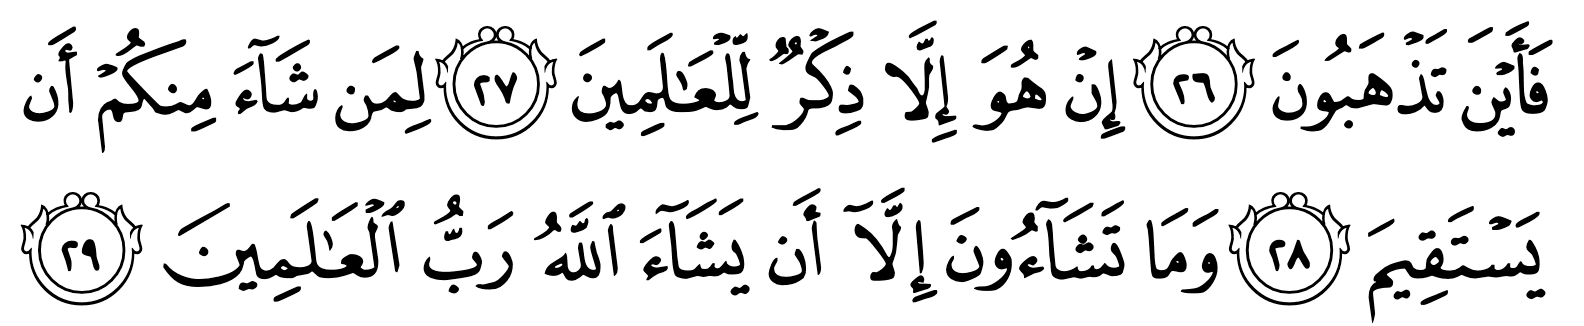 فَأَيۡنَ تَذۡهَبُونَ ٢٦ إِنۡ هُوَ إِلَّا ذِكۡرٌ لِّلۡعَٰلَمِينَ ٢٧ لِمَن شَآءَ مِنكُمۡ أَن
يَسۡتَقِيمَ ٢٨ وَمَا تَشَآءُونَ إِلَّآ أَن يَشَآءَ ٱللَّهُ رَبُّ ٱلۡعَٰلَمِينَ ٢٩